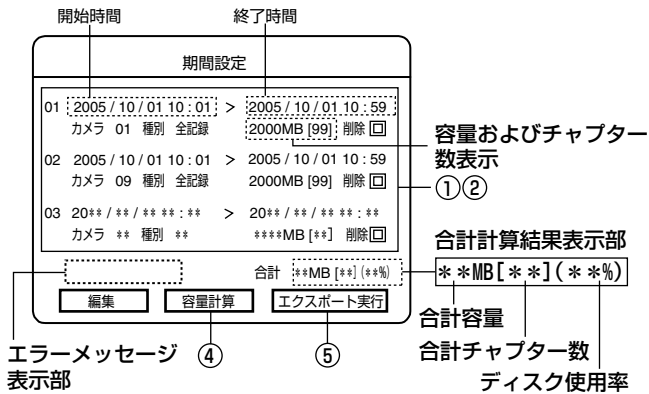 開始時間 終了時間
期間設定
01 2005 / 10 / 01 10 : 01 > 2005 / 10 / 01 10 : 59
カメラ 01 種別 全記録 2000MB [99] 削除
容量およびチャプター
数表示
02 2005 / 10 / 01 10 : 01 > 2005 / 10 / 01 10 : 59
カメラ 09 種別 全記録 2000MB [99] 削除
①②
03 20** / ** / ** ** : ** > 20** / ** / ** ** : **
カメラ ** 種別 ** ****MB [**] 削除
合計計算結果表示部
合計 **MB [**] (**%)
**MB[**](**%)
編集 容量計算 エクスポート実行
合計容量
エラーメッセージ
表示部
④ ⑤
合計チャプター数
ディスク使用率